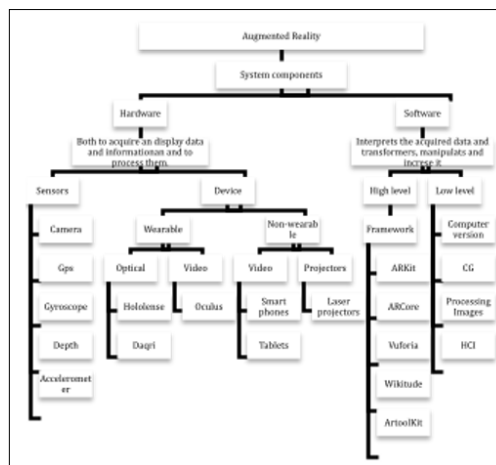 Augmented Reality
System components
Hardware
Software
Both to acquire an display data
and informationan and to
process them.
Interprets the acquired data and
transformers, manipulats and
increse it
Sensors
Device
High level
Low level
Camera
Gps
Gyroscope
Depth
Acceleromet
er
Wearable
Non-wearab
le
Optical
Video
Video
Projectors
Hololense
Daqri
Oculus
Smart
phones
Tablets
Laser
projectors
Framework
ARKit
ARCore
Vuforia
Wikitude
ArtoolKit
Computer
version
CG
Processing
Images
HCI